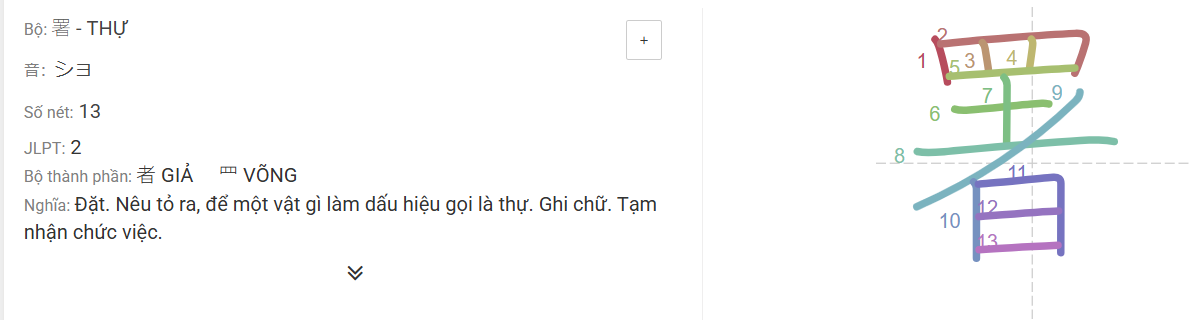 Bộ: 署 - THỰ
+
音: ショ
Số nét: 13
JLPT: 2
Bộ thành phần: 者 GIẢ 罒 VÕNG
Nghĩa: Đặt. Nêu tỏ ra, để một vật gì làm dấu hiệu gọi là thự. Ghi chữ. Tạm
nhận chức việc.
署
1
2
3
4
5
6
7
8
9
10
11
12
13